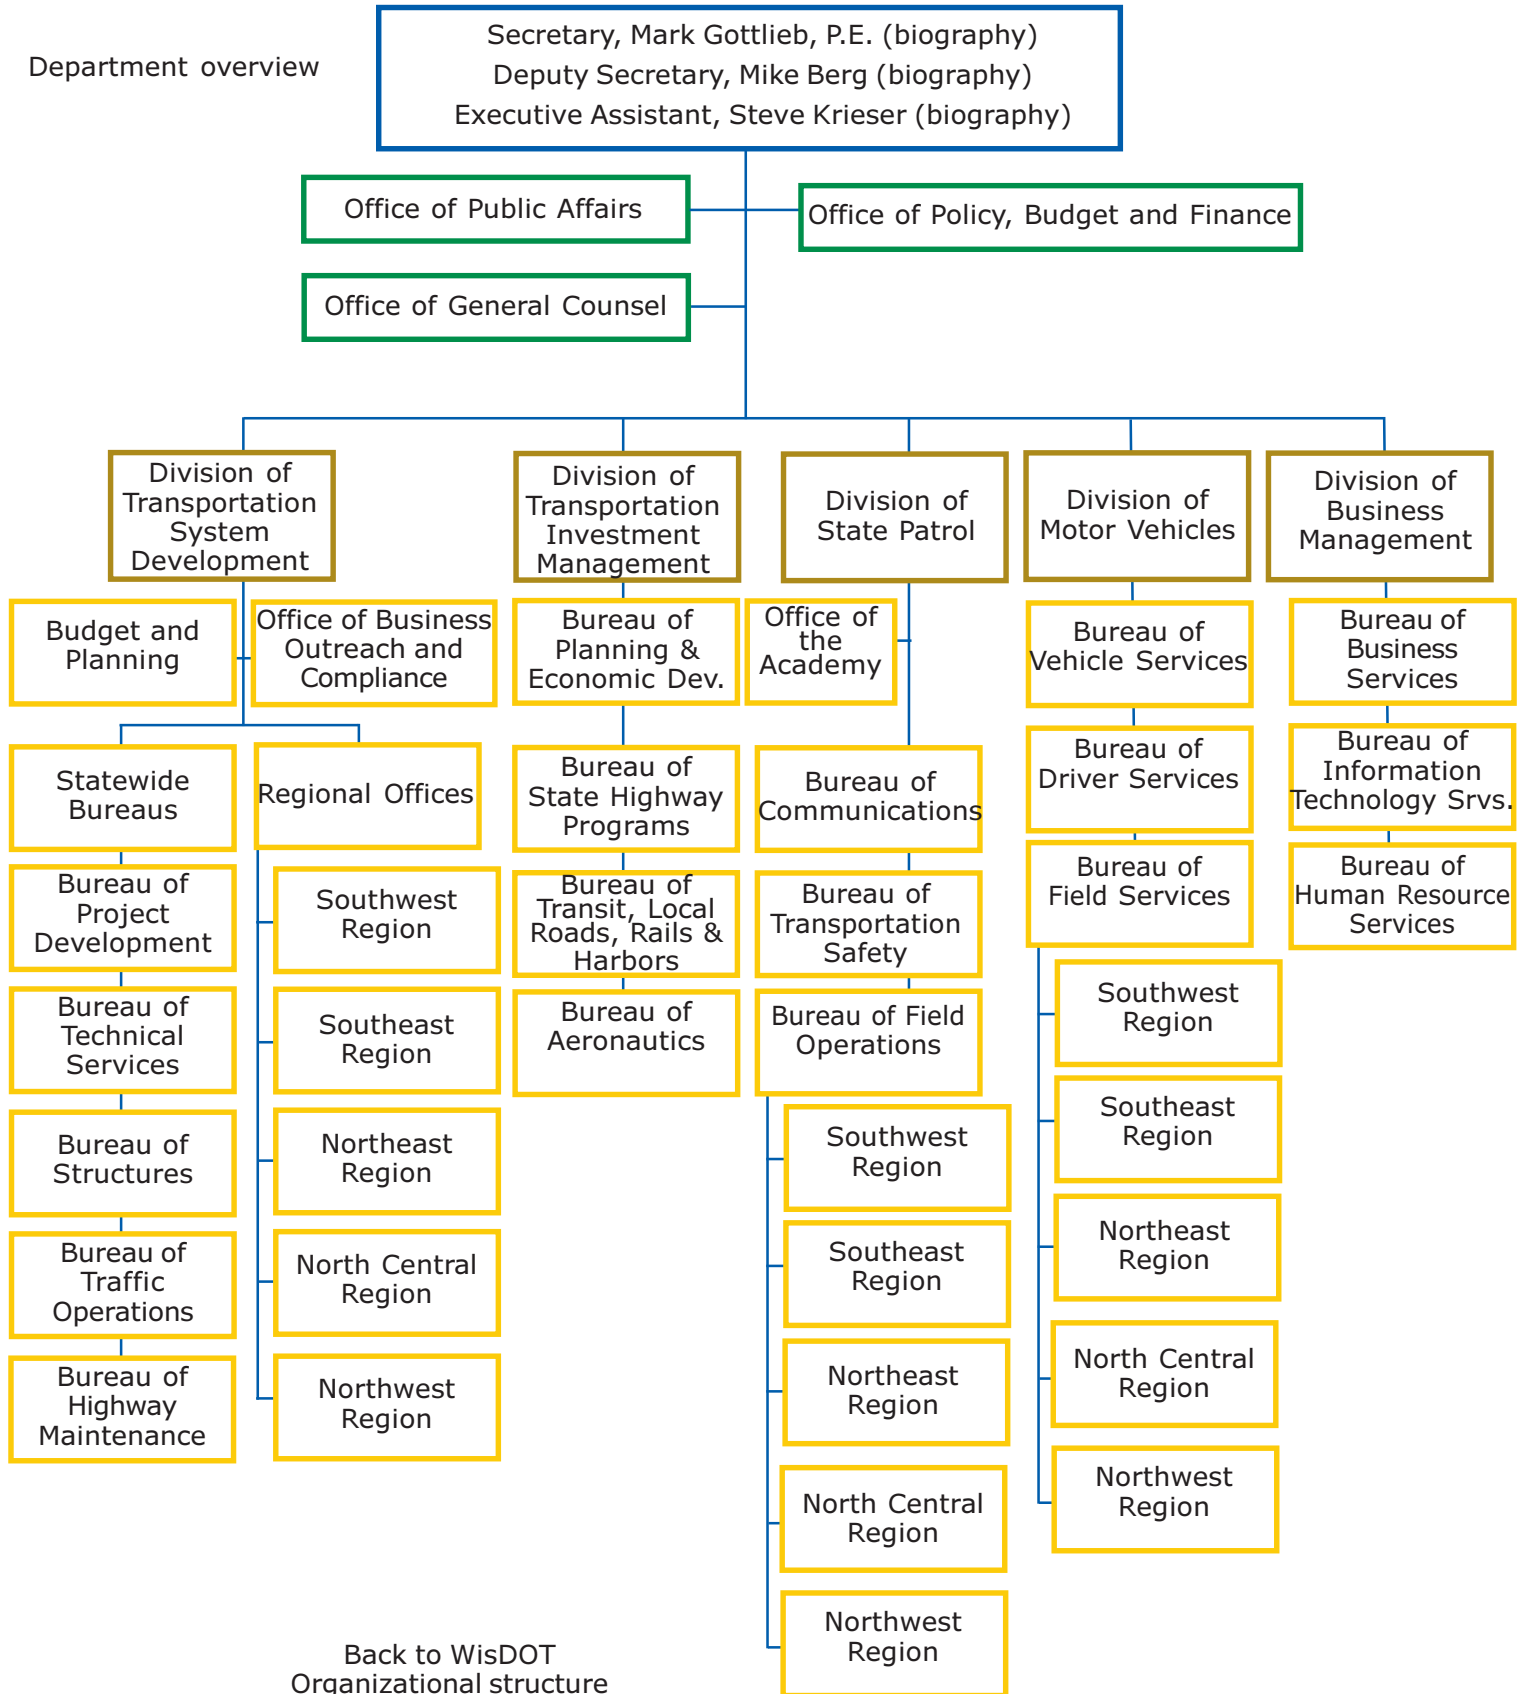 Department overview
Secretary, Mark Gottlieb, P.E. (biography)
Deputy Secretary, Mike Berg (biography)
Executive Assistant, Steve Krieser (biography)
Office of Public Affairs
Office of Policy, Budget and Finance
Office of General Counsel
Division of
Transportation
System
Development
Division of
Transportation
Investment
Management
Division of
State Patrol
Division of
Motor Vehicles
Division of
Business
Management
Budget and
Planning
Office of Business
Outreach and
Compliance
Statewide
Bureaus
Bureau of
Project
Development
Bureau of
Technical
Services
Bureau of
Structures
Bureau of
Traffic
Operations
Bureau of
Highway
Maintenance
Regional Offices
Southwest
Region
Southeast
Region
Northeast
Region
North Central
Region
Northwest
Region
Bureau of
Planning &
Economic Dev.
Bureau of
State Highway
Programs
Bureau of
Transit, Local
Roads, Rails &
Harbors
Bureau of
Aeronautics
Office of
the
Academy
Bureau of
Communications
Bureau of
Transportation
Safety
Bureau of Field
Operations
Southwest
Region
Southeast
Region
Northeast
Region
North Central
Region
Northwest
Region
Bureau of
Vehicle Services
Bureau of
Driver Services
Bureau of
Field Services
Southwest
Region
Southeast
Region
Northeast
Region
North Central
Region
Northwest
Region
Bureau of
Business
Services
Bureau of
Information
Technology Srvs.
Bureau of
Human Resource
Services
Back to WisDOT
Organizational structure